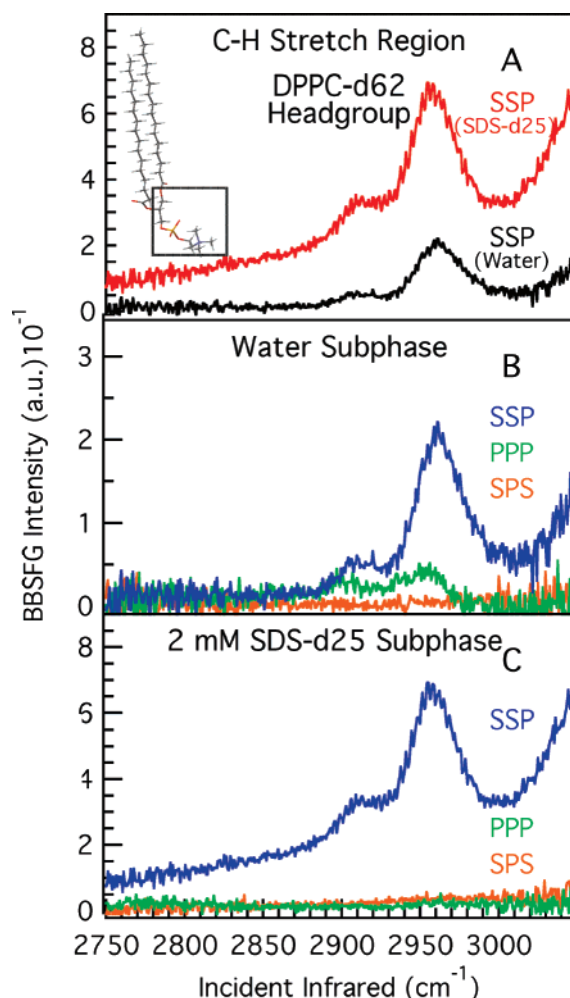 C-H Stretch Region
A
DPPC-d62
Headgroup
SSP
(SDS-d25)
SSP
(Water)
8
6
4
2
0
Water Subphase
B
SSP
PPP
SPS
3
2
1
0
2 mM SDS-d25 Subphase
C
SSP
PPP
SPS
8
6
4
2
0
BBSFG Intensity (a.u.)10⁻¹
2750 2800 2850 2900 2950 3000
Incident Infrared (cm⁻¹)